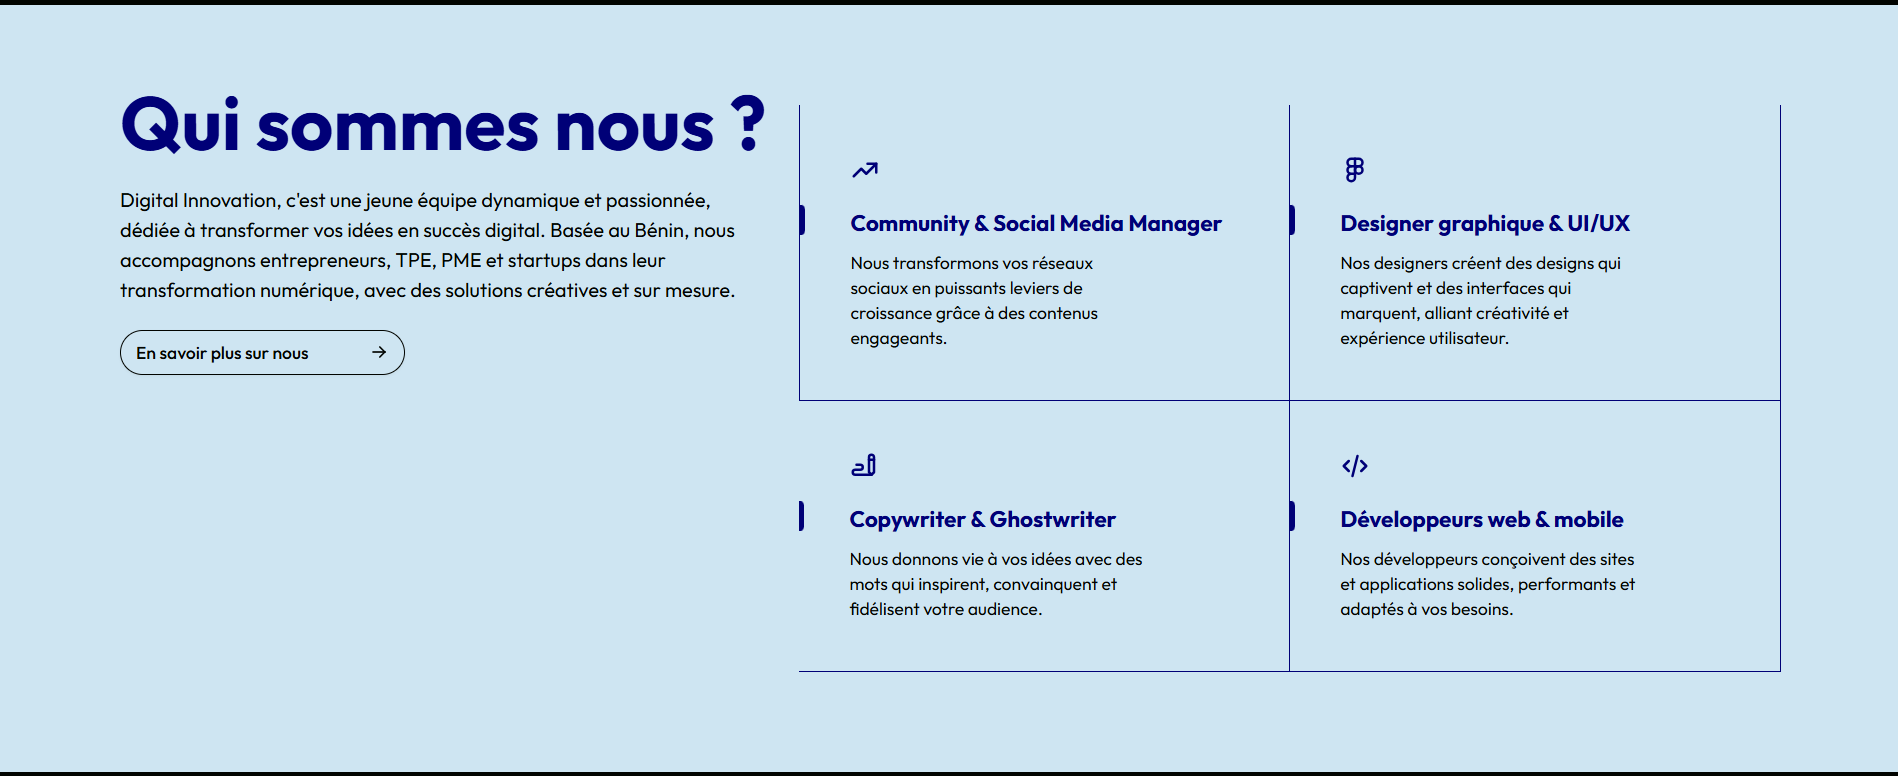 Qui sommes nous ?
Digital Innovation, c'est une jeune équipe dynamique et passionnée,
dédiée à transformer vos idées en succès digital. Basée au Bénin, nous
accompagnons entrepreneurs, TPE, PME et startups dans leur
transformation numérique, avec des solutions créatives et sur mesure.
En savoir plus sur nous
Community & Social Media Manager
Nous transformons vos réseaux
sociaux en puissants leviers de
croissance grâce à des contenus
engageants.
Designer graphique & UI/UX
Nos designers créent des designs qui
captivent et des interfaces qui
marquent, alliant créativité et
expérience utilisateur.
Copywriter & Ghostwriter
Nous donnons vie à vos idées avec des
mots qui inspirent, convainquent et
fidélisent votre audience.
Développeurs web & mobile
Nos développeurs conçoivent des sites
et applications solides, performants et
adaptés à vos besoins.